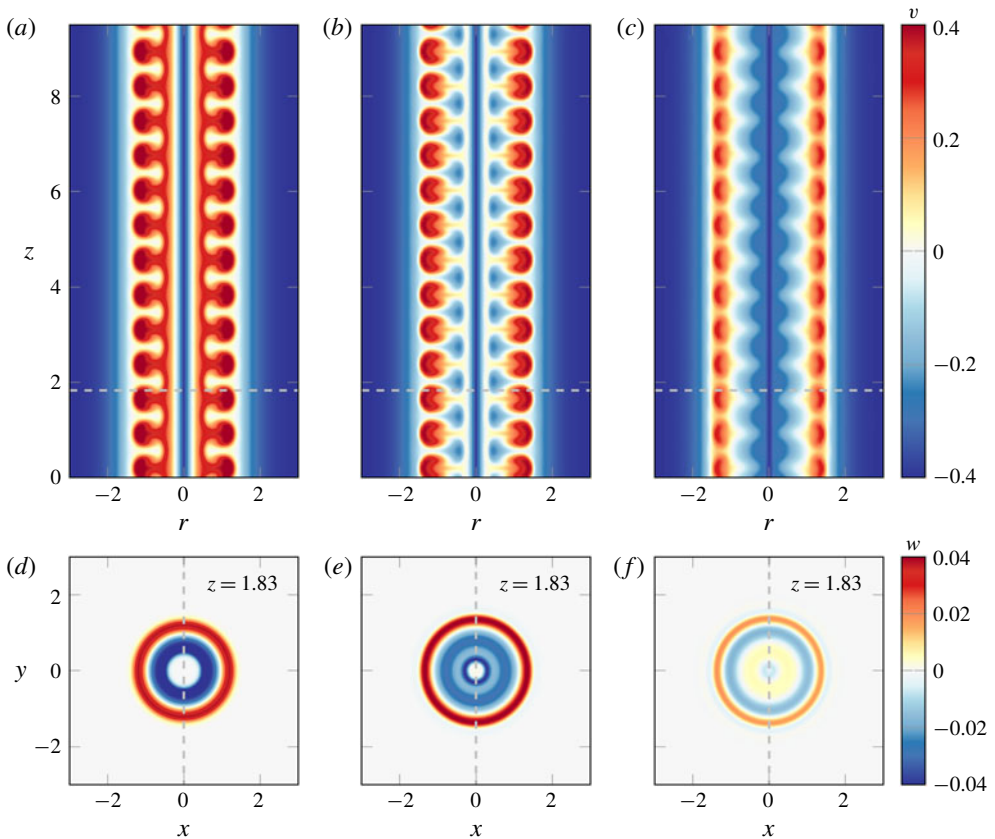 (a) (b) (c) v
0.4
8
0.2
6
z 0
4
−0.2
2
0 −0.4
−2 0 2 −2 0 2 −2 0 2
r r r
(d) (e) (f) w
z = 1.83 z = 1.83 z = 1.83 0.04
2 0.02
y 0 0
−2 −0.02
−0.04
−2 0 2 −2 0 2 −2 0 2
x x x